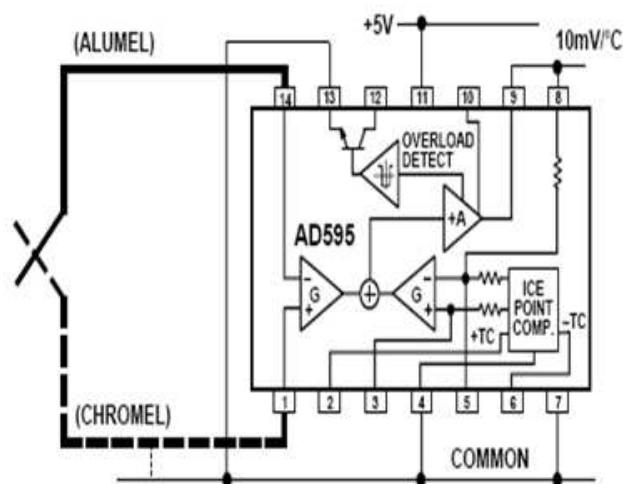 +5V
10mV/°C
(ALUMEL)
14 13 12 11 10 9 8
OVERLOAD
DETECT
+A
AD595
- G +
+
- G +
ICE
POINT
COMP.
+TC
-TC
(CHROMEL)
1 2 3 4 5 6 7
COMMON